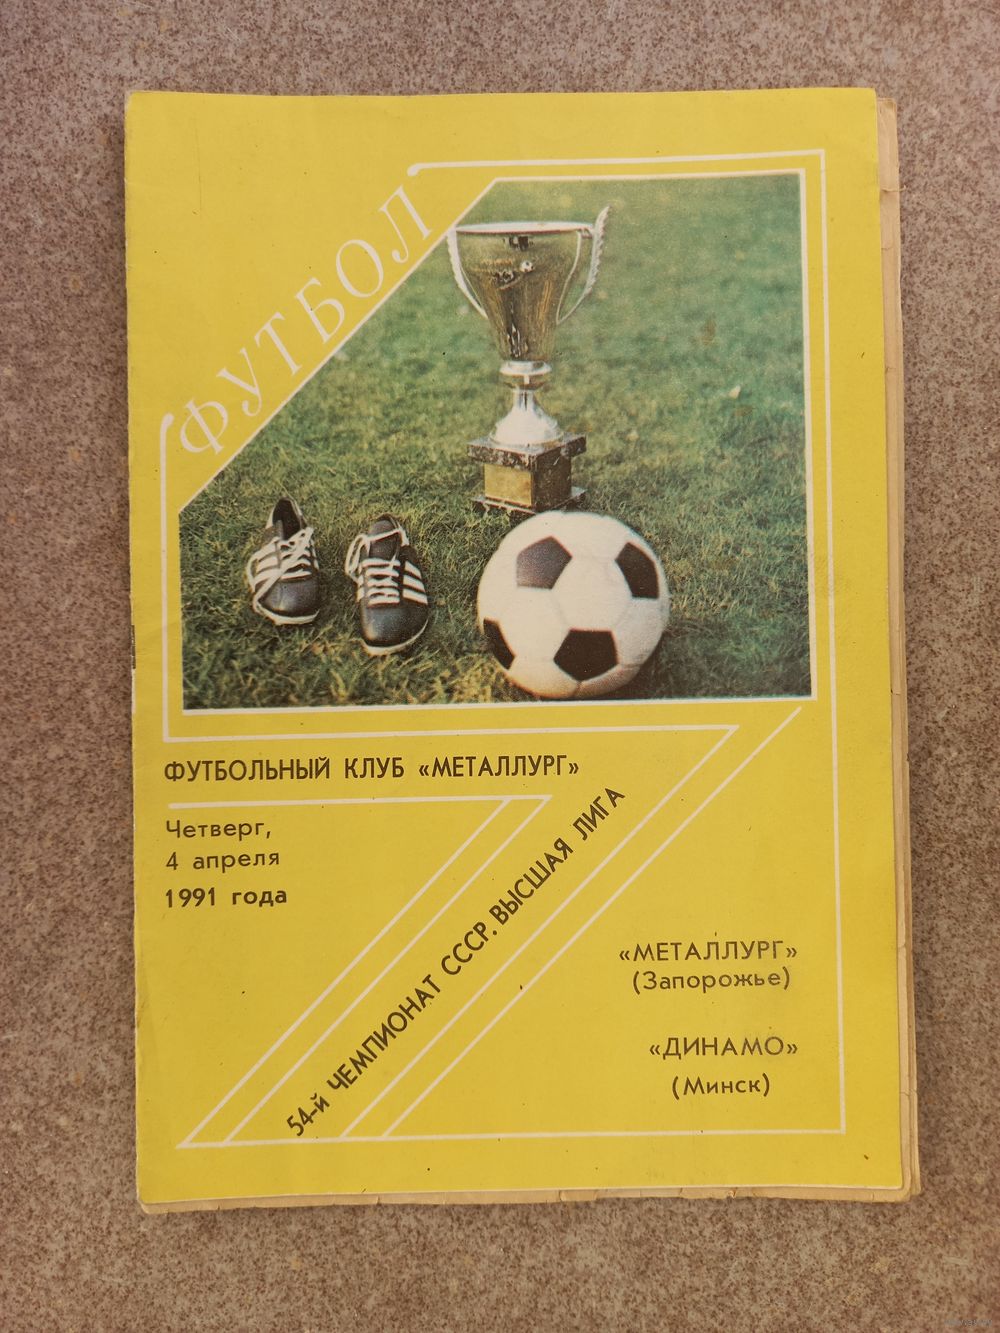 ФУТБОЛ
ФУТБОЛЬНЫЙ КЛУБ «МЕТАЛЛУРГ»
Четверг,
4 апреля
1991 года
54-й ЧЕМПИОНАТ СССР. ВЫСШАЯ ЛИГА
«МЕТАЛЛУРГ»
(Запорожье)
«ДИНАМО»
(Минск)